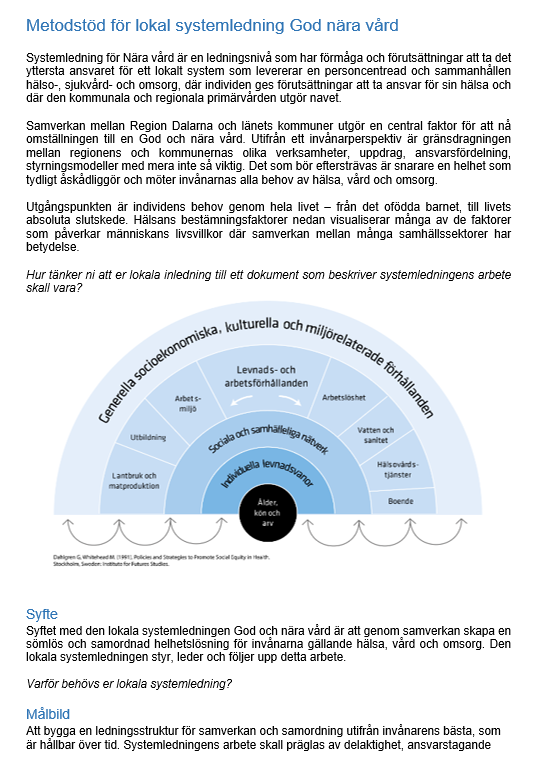 Metodstöd för lokal systemledning God nära vård
Systemledning för Nära vård är en ledningsnivå som har förmåga och förutsättningar att ta det
yttersta ansvaret för ett lokalt system som levererar en personcentread och sammanhållen
hälso-, sjukvård- och omsorg, där individen ges förutsättningar att ta ansvar för sin hälsa och
där den kommunala och regionala primärvården utgör navet.
Samverkan mellan Region Dalarna och länets kommuner utgör en central faktor för att nå
omställningen till en God och nära vård. Utifrån ett invånarperspektiv är gränsdragningen
mellan regionens och kommunernas olika verksamheter, uppdrag, ansvarsfördelning,
styrningsmodeller med mera inte så viktig. Det som bör eftersträvas är snarare en helhet som
tydligt åskådliggör och möter invånarnas alla behov av hälsa, vård och omsorg.
Utgångspunkten är individens behov genom hela livet – från det ofödda barnet, till livets
absoluta slutskede. Hälsans bestämningsfaktorer nedan visualiserar många av de faktorer
som påverkar människans livsvillkor där samverkan mellan många samhällssektorer har
betydelse.
Hur tänker ni att er lokala inledning till ett dokument som beskriver systemledningens arbete
skall vara?
Generella socioekonomiska, kulturella och miljörelaterade förhållanden
Levnads- och
arbetsförhållanden
Arbets-
miljö
Arbetslöshet
Utbildning
Vatten och
sanitet
Lantbruk och
matproduktion
Hälsovårds-
tjänster
Boende
Sociala och samhälleliga nätverk
Individuella levnadsvanor
Ålder,
kön och
arv
Dahlgren G, Whitehead M. (1991). Policies and Strategies to Promote Social Equity in Health.
Stockholm, Sweden: Institute for Futures Studies.
Syfte
Syftet med den lokala systemledningen God och nära vård är att genom samverkan skapa en
sömlös och samordnad helhetslösning för invånarna gällande hälsa, vård och omsorg. Den
lokala systemledningen styr, leder och följer upp detta arbete.
Varför behövs er lokala systemledning?
Målbild
Att bygga en ledningsstruktur för samverkan och samordning utifrån invånarens bästa, som
är hållbar över tid. Systemledningens arbete skall präglas av delaktighet, ansvarstagande